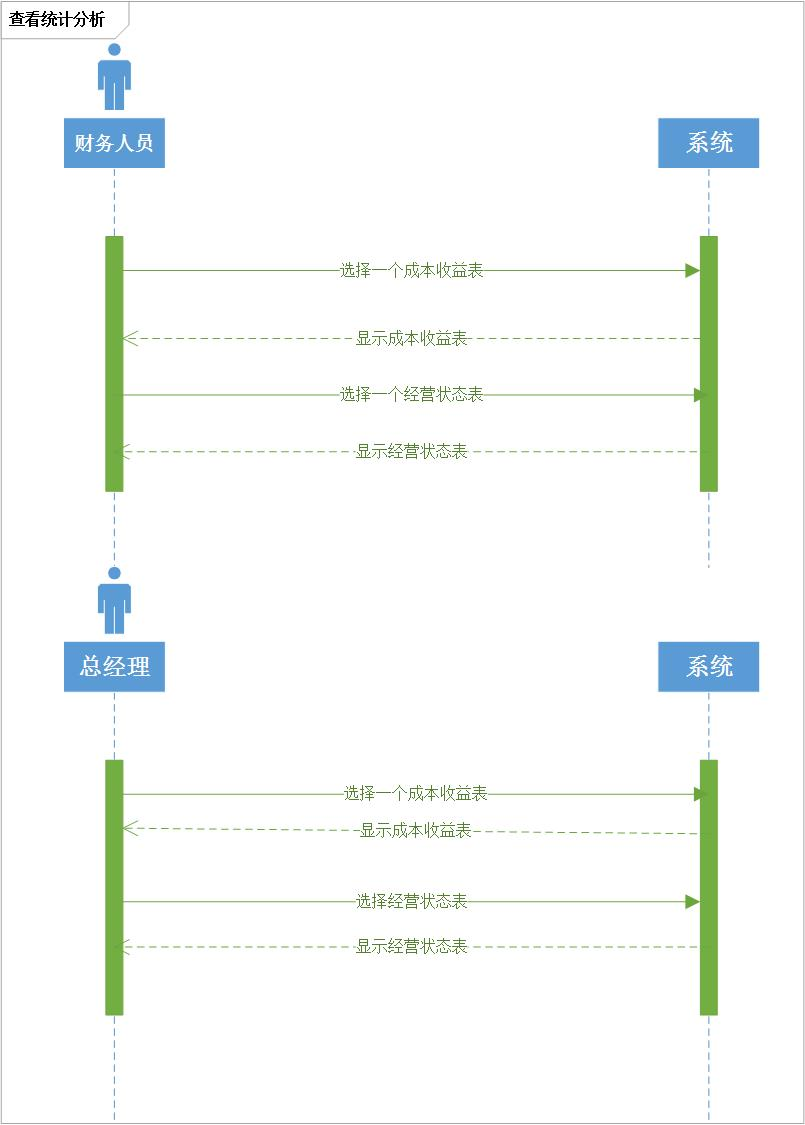 查看统计分析
财务人员
系统
选择一个成本收益表
显示成本收益表
选择一个经营状态表
显示经营状态表
总经理
系统
选择一个成本收益表
显示成本收益表
选择经营状态表
显示经营状态表